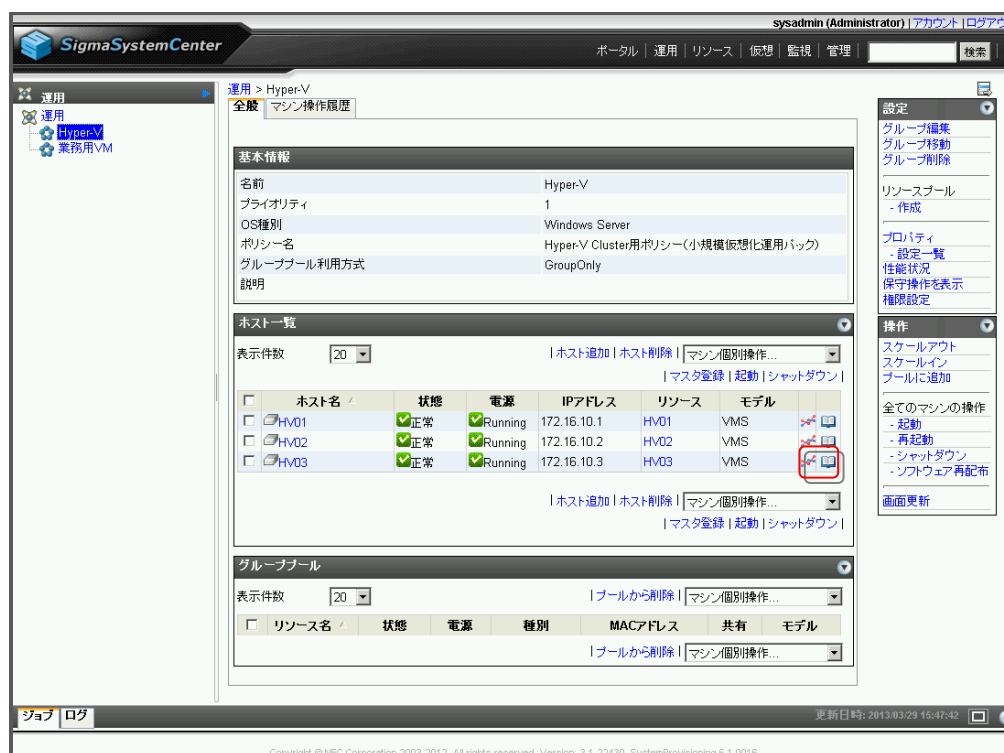 sysadmin (Administrator) | アカウント | ログアウ
SigmaSystemCenter
ポータル | 運用 | リソース | 仮想 | 監視 | 管理 |
検索
運用
運用
Hyper-V
業務用VM
運用 > Hyper-V
全般 マシン操作履歴
基本情報
名前 Hyper-V
プライオリティ 1
OS種別 Windows Server
ポリシー名 Hyper-V Cluster用ポリシー(小規模仮想化運用パック)
グループプール利用方式 GroupOnly
説明
ホスト一覧
表示件数 20 | ホスト追加 | ホスト削除 | マシン個別操作...
| マスタ登録 | 起動 | シャットダウン |
ホスト名 状態 電源 IPアドレス リソース モデル
HV01 正常 Running 172.16.10.1 HV01 VMS
HV02 正常 Running 172.16.10.2 HV02 VMS
HV03 正常 Running 172.16.10.3 HV03 VMS
| ホスト追加 | ホスト削除 | マシン個別操作...
| マスタ登録 | 起動 | シャットダウン |
グループプール
表示件数 20 | プールから削除 | マシン個別操作...
リソース名 状態 電源 種別 MACアドレス 共有 モデル
| プールから削除 | マシン個別操作...
設定
グループ編集
グループ移動
グループ削除
リソースプール
- 作成
プロパティ
- 設定一覧
性能状況
保守操作を表示
権限設定
操作
スケールアウト
スケールイン
プールに追加
全てのマシンの操作
- 起動
- 再起動
- シャットダウン
- ソフトウェア再配布
画面更新
ジョブ ログ
更新日時: 2013/03/29 15:47:42
Copyright © NEC Corporation 2003-2012. All rights reserved. Version: 3.1-22439, SystemProvisioning 6.1.0016